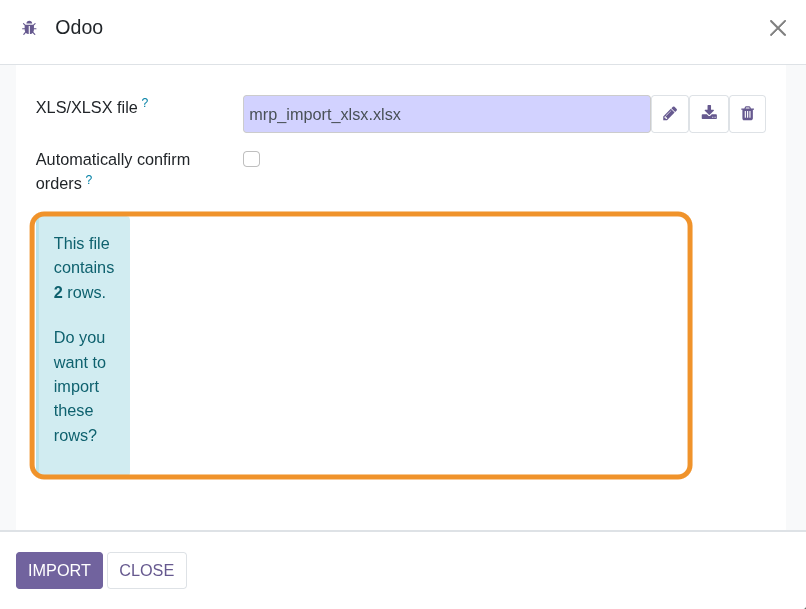 Odoo
XLS/XLSX file ?
mrp_import_xlsx.xlsx
Automatically confirm
orders ?
This file
contains
2 rows.
Do you
want to
import
these
rows?
IMPORT
CLOSE